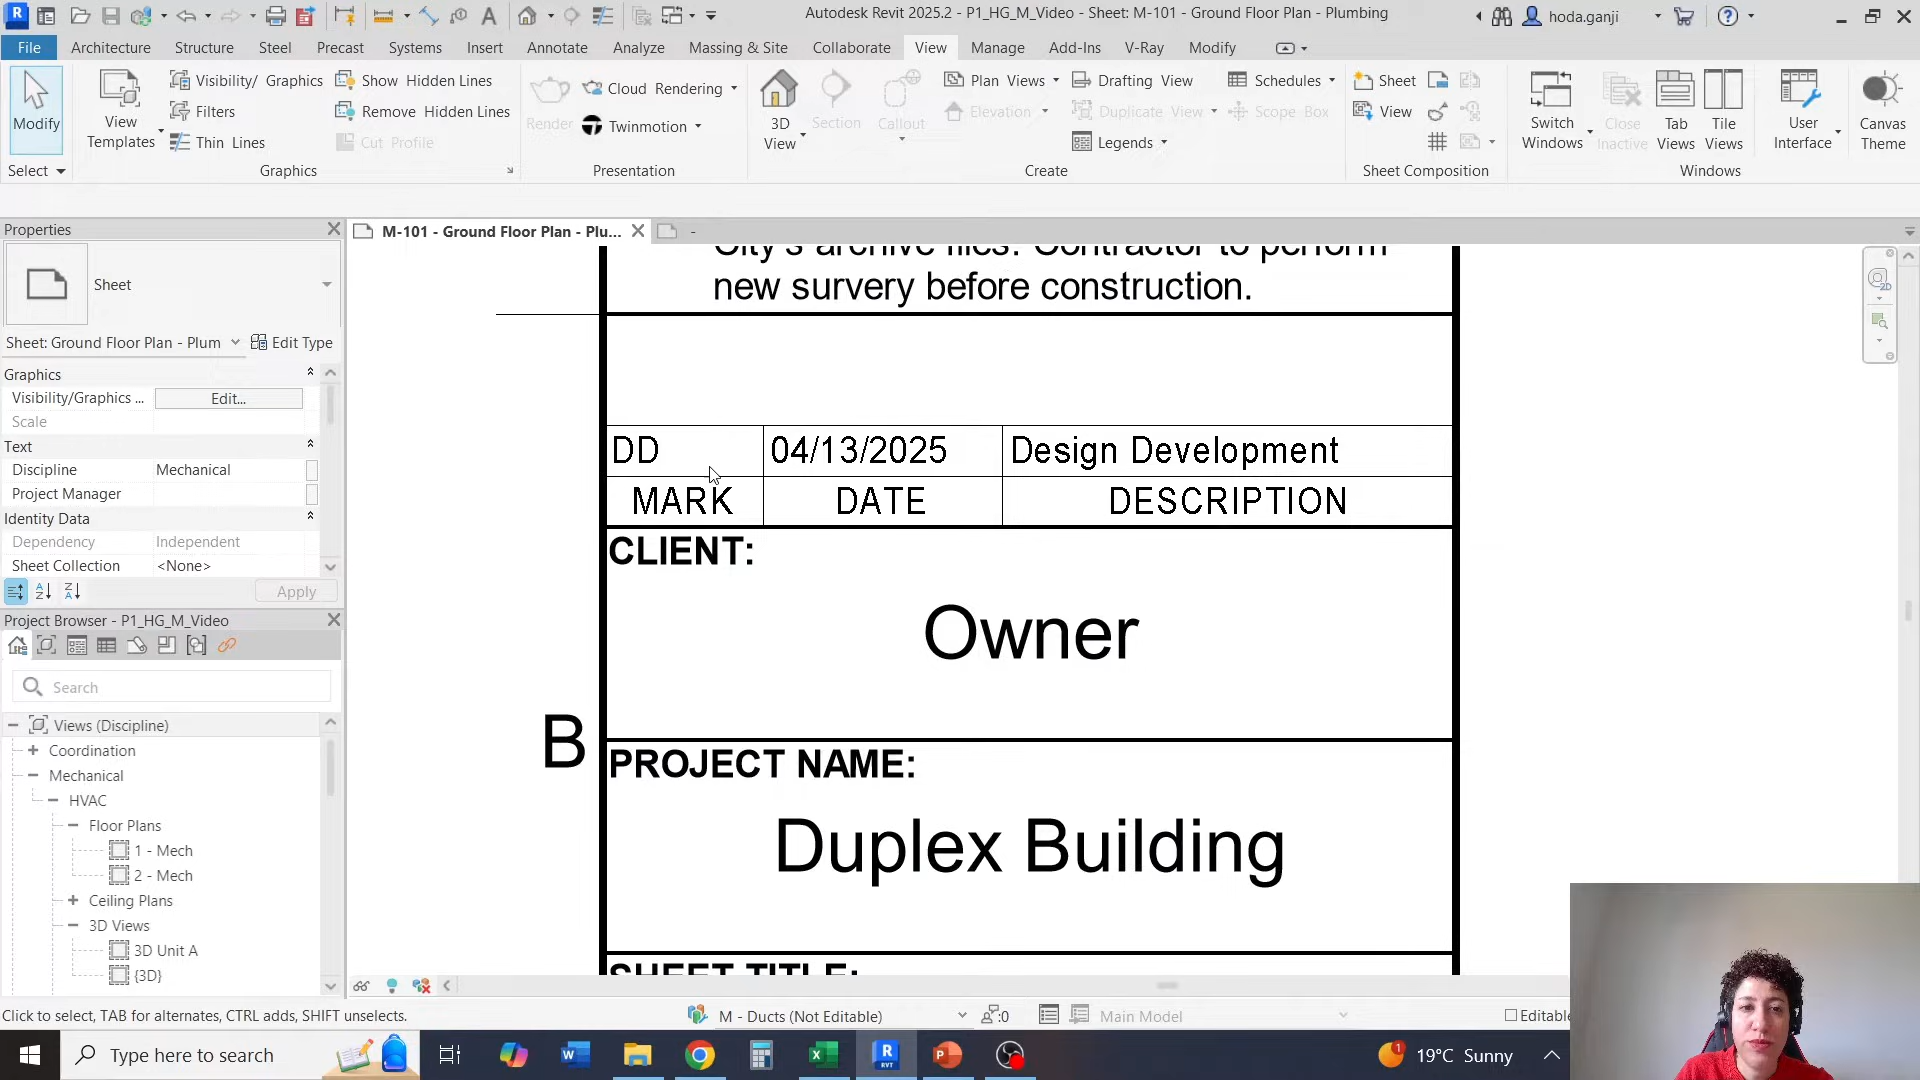 Autodesk Revit 2025.2 - P1_HG_M_Video - Sheet: M-101 - Ground Floor Plan - Plumbing
hoda.ganji
File Architecture Structure Steel Precast Systems Insert Annotate Analyze Massing & Site Collaborate View Manage Add-Ins V-Ray Modify
Modify
View Templates
Visibility/ Graphics
Filters
Thin Lines
Show Hidden Lines
Remove Hidden Lines
Cut Profile
Render
Cloud Rendering
Twinmotion
3D View
Section
Callout
Plan Views
Elevation
Drafting View
Duplicate View
Legends
Schedules
Scope Box
Sheet
View
Switch Windows
Close Inactive
Tab Views
Tile Views
User Interface
Canvas Theme
Select Graphics Presentation Create Sheet Composition Windows
Properties
Sheet
Sheet: Ground Floor Plan - Plum
Edit Type
Graphics
Visibility/Graphics ... Edit...
Scale
Text
Discipline Mechanical
Project Manager
Identity Data
Dependency Independent
Sheet Collection <None>
Apply
Project Browser - P1_HG_M_Video
Search
Views (Discipline)
Coordination
Mechanical
HVAC
Floor Plans
1 - Mech
2 - Mech
Ceiling Plans
3D Views
3D Unit A
{3D}
M-101 - Ground Floor Plan - Plu...
-
City's archive files. Contractor to perform
new survery before construction.
DD 04/13/2025 Design Development
MARK DATE DESCRIPTION
CLIENT:
Owner
B
PROJECT NAME:
Duplex Building
SHEET TITLE:
Click to select, TAB for alternates, CTRL adds, SHIFT unselects.
M - Ducts (Not Editable)
:0
Main Model
Editable
Type here to search
19°C Sunny